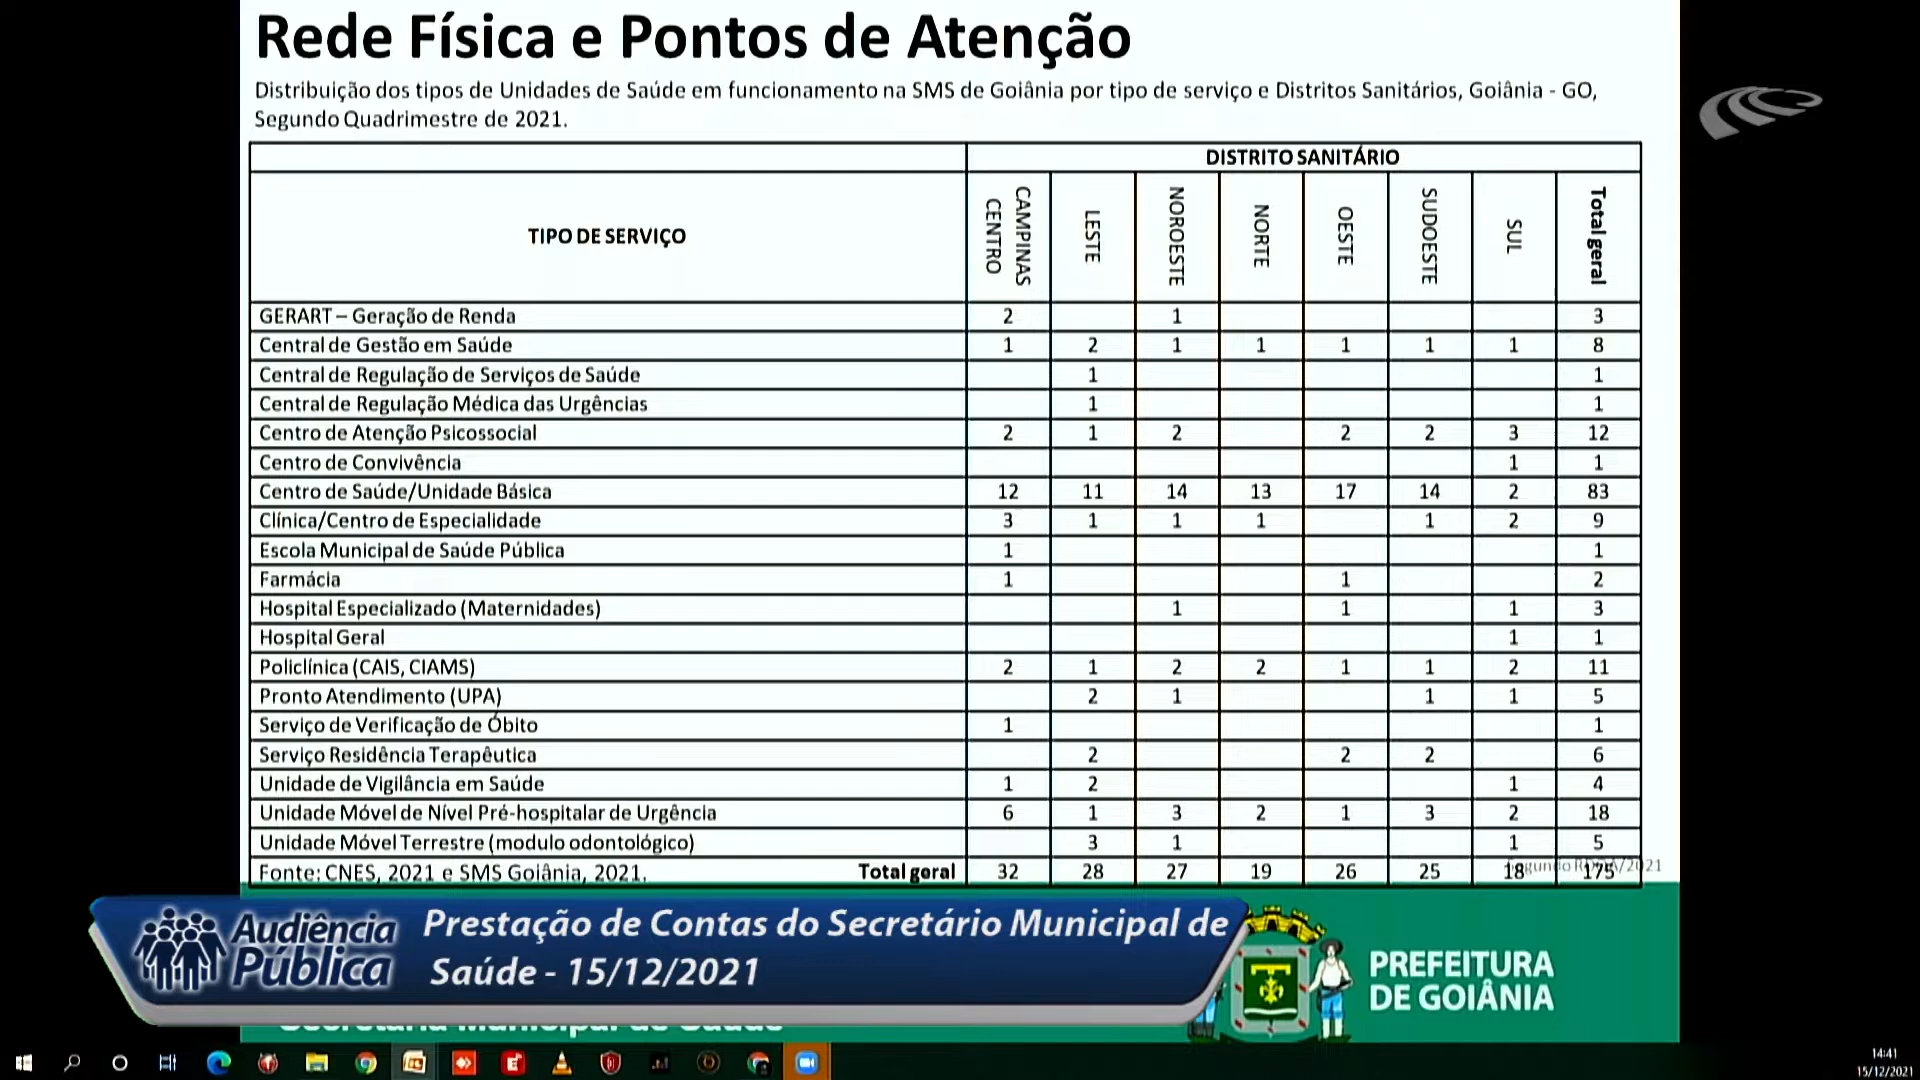 Rede Física e Pontos de Atenção
Distribuição dos tipos de Unidades de Saúde em funcionamento na SMS de Goiânia por tipo de serviço e Distritos Sanitários, Goiânia - GO,
Segundo Quadrimestre de 2021.
DISTRITO SANITÁRIO
TIPO DE SERVIÇO CAMPINAS CENTRO LESTE NOROESTE NORTE OESTE SUDOESTE SUL Total geral
GERART – Geração de Renda 2 1 3
Central de Gestão em Saúde 1 2 1 1 1 1 1 8
Central de Regulação de Serviços de Saúde 1 1
Central de Regulação Médica das Urgências 1 1
Centro de Atenção Psicossocial 2 1 2 2 2 3 12
Centro de Convivência 1 1
Centro de Saúde/Unidade Básica 12 11 14 13 17 14 2 83
Clínica/Centro de Especialidade 3 1 1 1 1 2 9
Escola Municipal de Saúde Pública 1 1
Farmácia 1 1 2
Hospital Especializado (Maternidades) 1 1 1 3
Hospital Geral 1 1
Policlínica (CAIS, CIAMS) 2 1 2 2 1 1 2 11
Pronto Atendimento (UPA) 2 1 1 1 5
Serviço de Verificação de Óbito 1 1
Serviço Residência Terapêutica 2 2 2 6
Unidade de Vigilância em Saúde 1 2 1 4
Unidade Móvel de Nível Pré-hospitalar de Urgência 6 1 3 2 1 3 2 18
Unidade Móvel Terrestre (modulo odontológico) 3 1 1 5
Segundo RDQA/2021
Fonte: CNES, 2021 e SMS Goiânia, 2021. Total geral 32 28 27 19 26 25 18 175
Audiência
Pública
Prestação de Contas do Secretário Municipal de
Saúde - 15/12/2021
PREFEITURA
DE GOIÂNIA
Secretaria Municipal de Saúde
14:41
15/12/2021